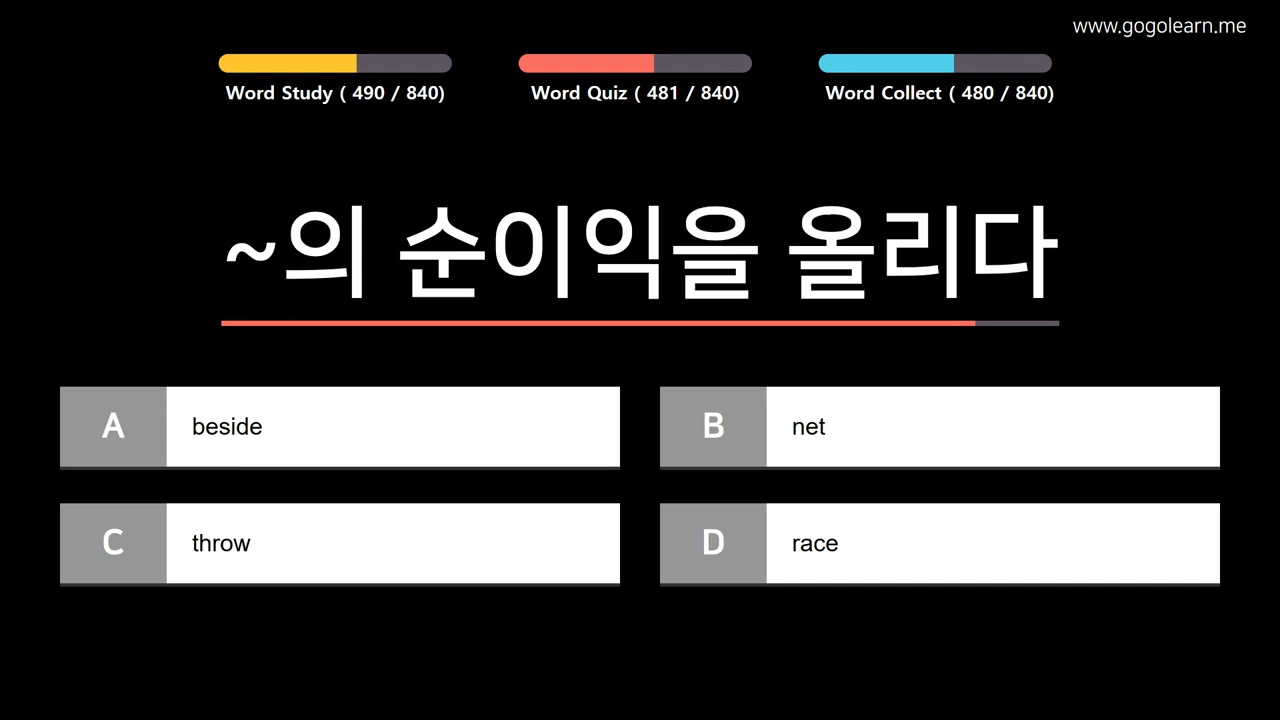 www.gogolearn.me
Word Study ( 490 / 840)
Word Quiz ( 481 / 840)
Word Collect ( 480 / 840)
~의 순이익을 올리다
A beside
B net
C throw
D race